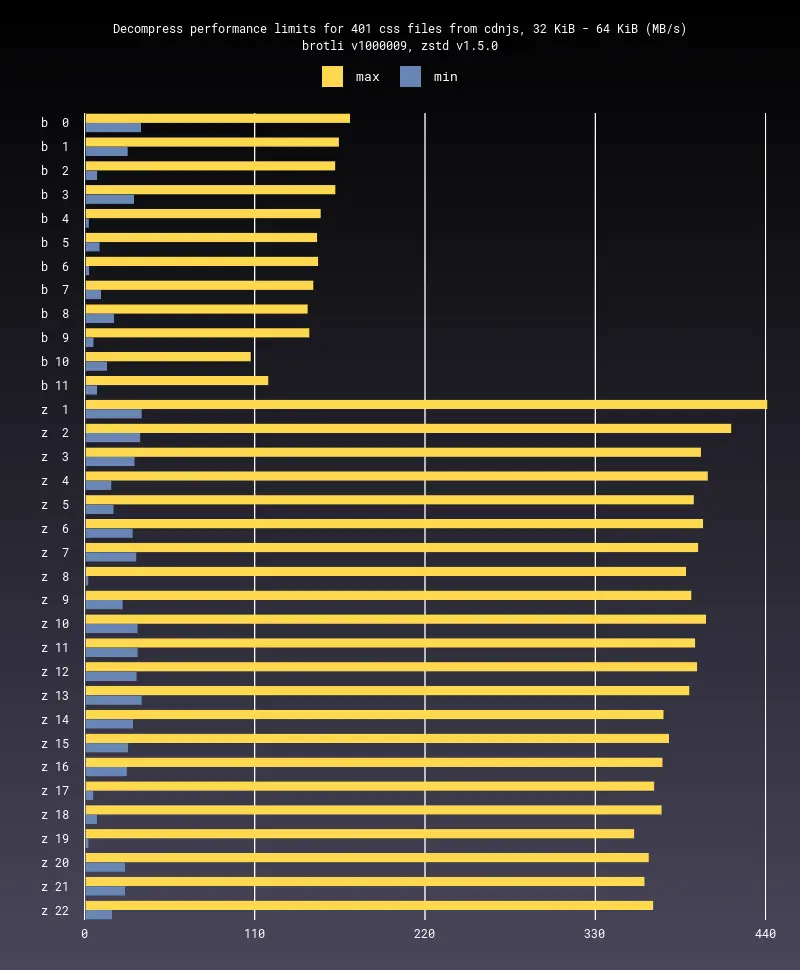 Decompress performance limits for 401 css files from cdnjs, 32 KiB - 64 KiB (MB/s)
brotli v1000009, zstd v1.5.0
max min
b 0
b 1
b 2
b 3
b 4
b 5
b 6
b 7
b 8
b 9
b 10
b 11
z 1
z 2
z 3
z 4
z 5
z 6
z 7
z 8
z 9
z 10
z 11
z 12
z 13
z 14
z 15
z 16
z 17
z 18
z 19
z 20
z 21
z 22
0 110 220 330 440